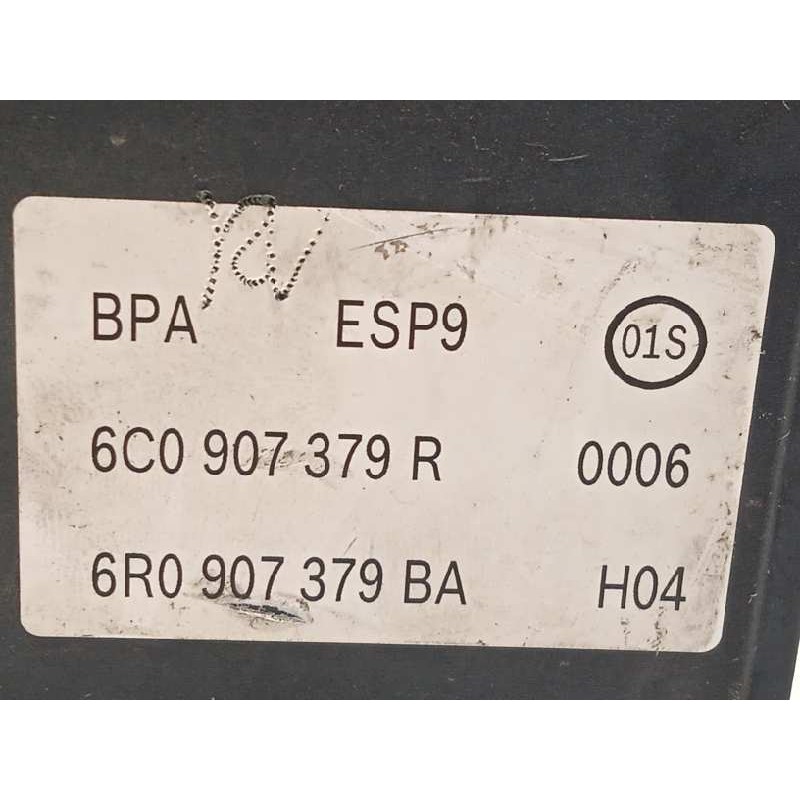 BPA ESP9 01S
6C0 907 379 R 0006
6R0 907 379 BA H04